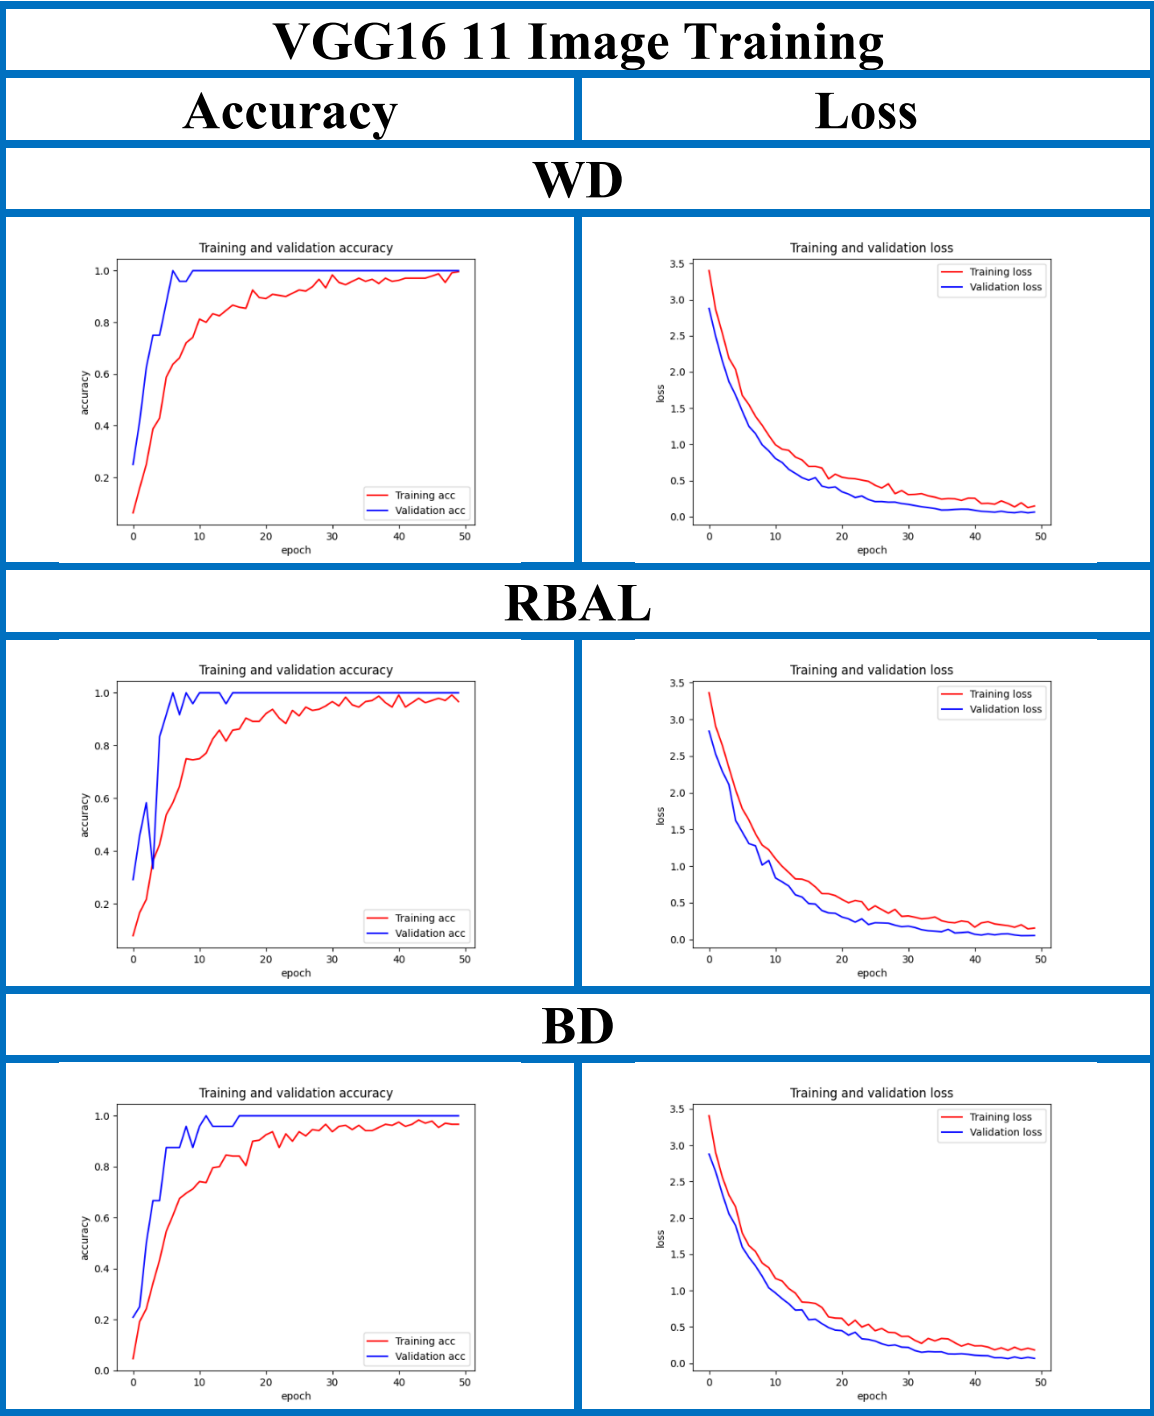 VGG16 11 Image Training
Accuracy
Loss
WD
Training and validation accuracy
1.0
0.8
0.6
0.4
0.2
accuracy
Training acc
Validation acc
0 10 20 30 40 50
epoch
Training and validation loss
3.5
3.0
2.5
2.0
1.5
1.0
0.5
0.0
loss
Training loss
Validation loss
0 10 20 30 40 50
epoch
RBAL
Training and validation accuracy
1.0
0.8
0.6
0.4
0.2
accuracy
Training acc
Validation acc
0 10 20 30 40 50
epoch
Training and validation loss
3.5
3.0
2.5
2.0
1.5
1.0
0.5
0.0
loss
Training loss
Validation loss
0 10 20 30 40 50
epoch
BD
Training and validation accuracy
1.0
0.8
0.6
0.4
0.2
0.0
accuracy
Training acc
Validation acc
0 10 20 30 40 50
epoch
Training and validation loss
3.5
3.0
2.5
2.0
1.5
1.0
0.5
0.0
loss
Training loss
Validation loss
0 10 20 30 40 50
epoch